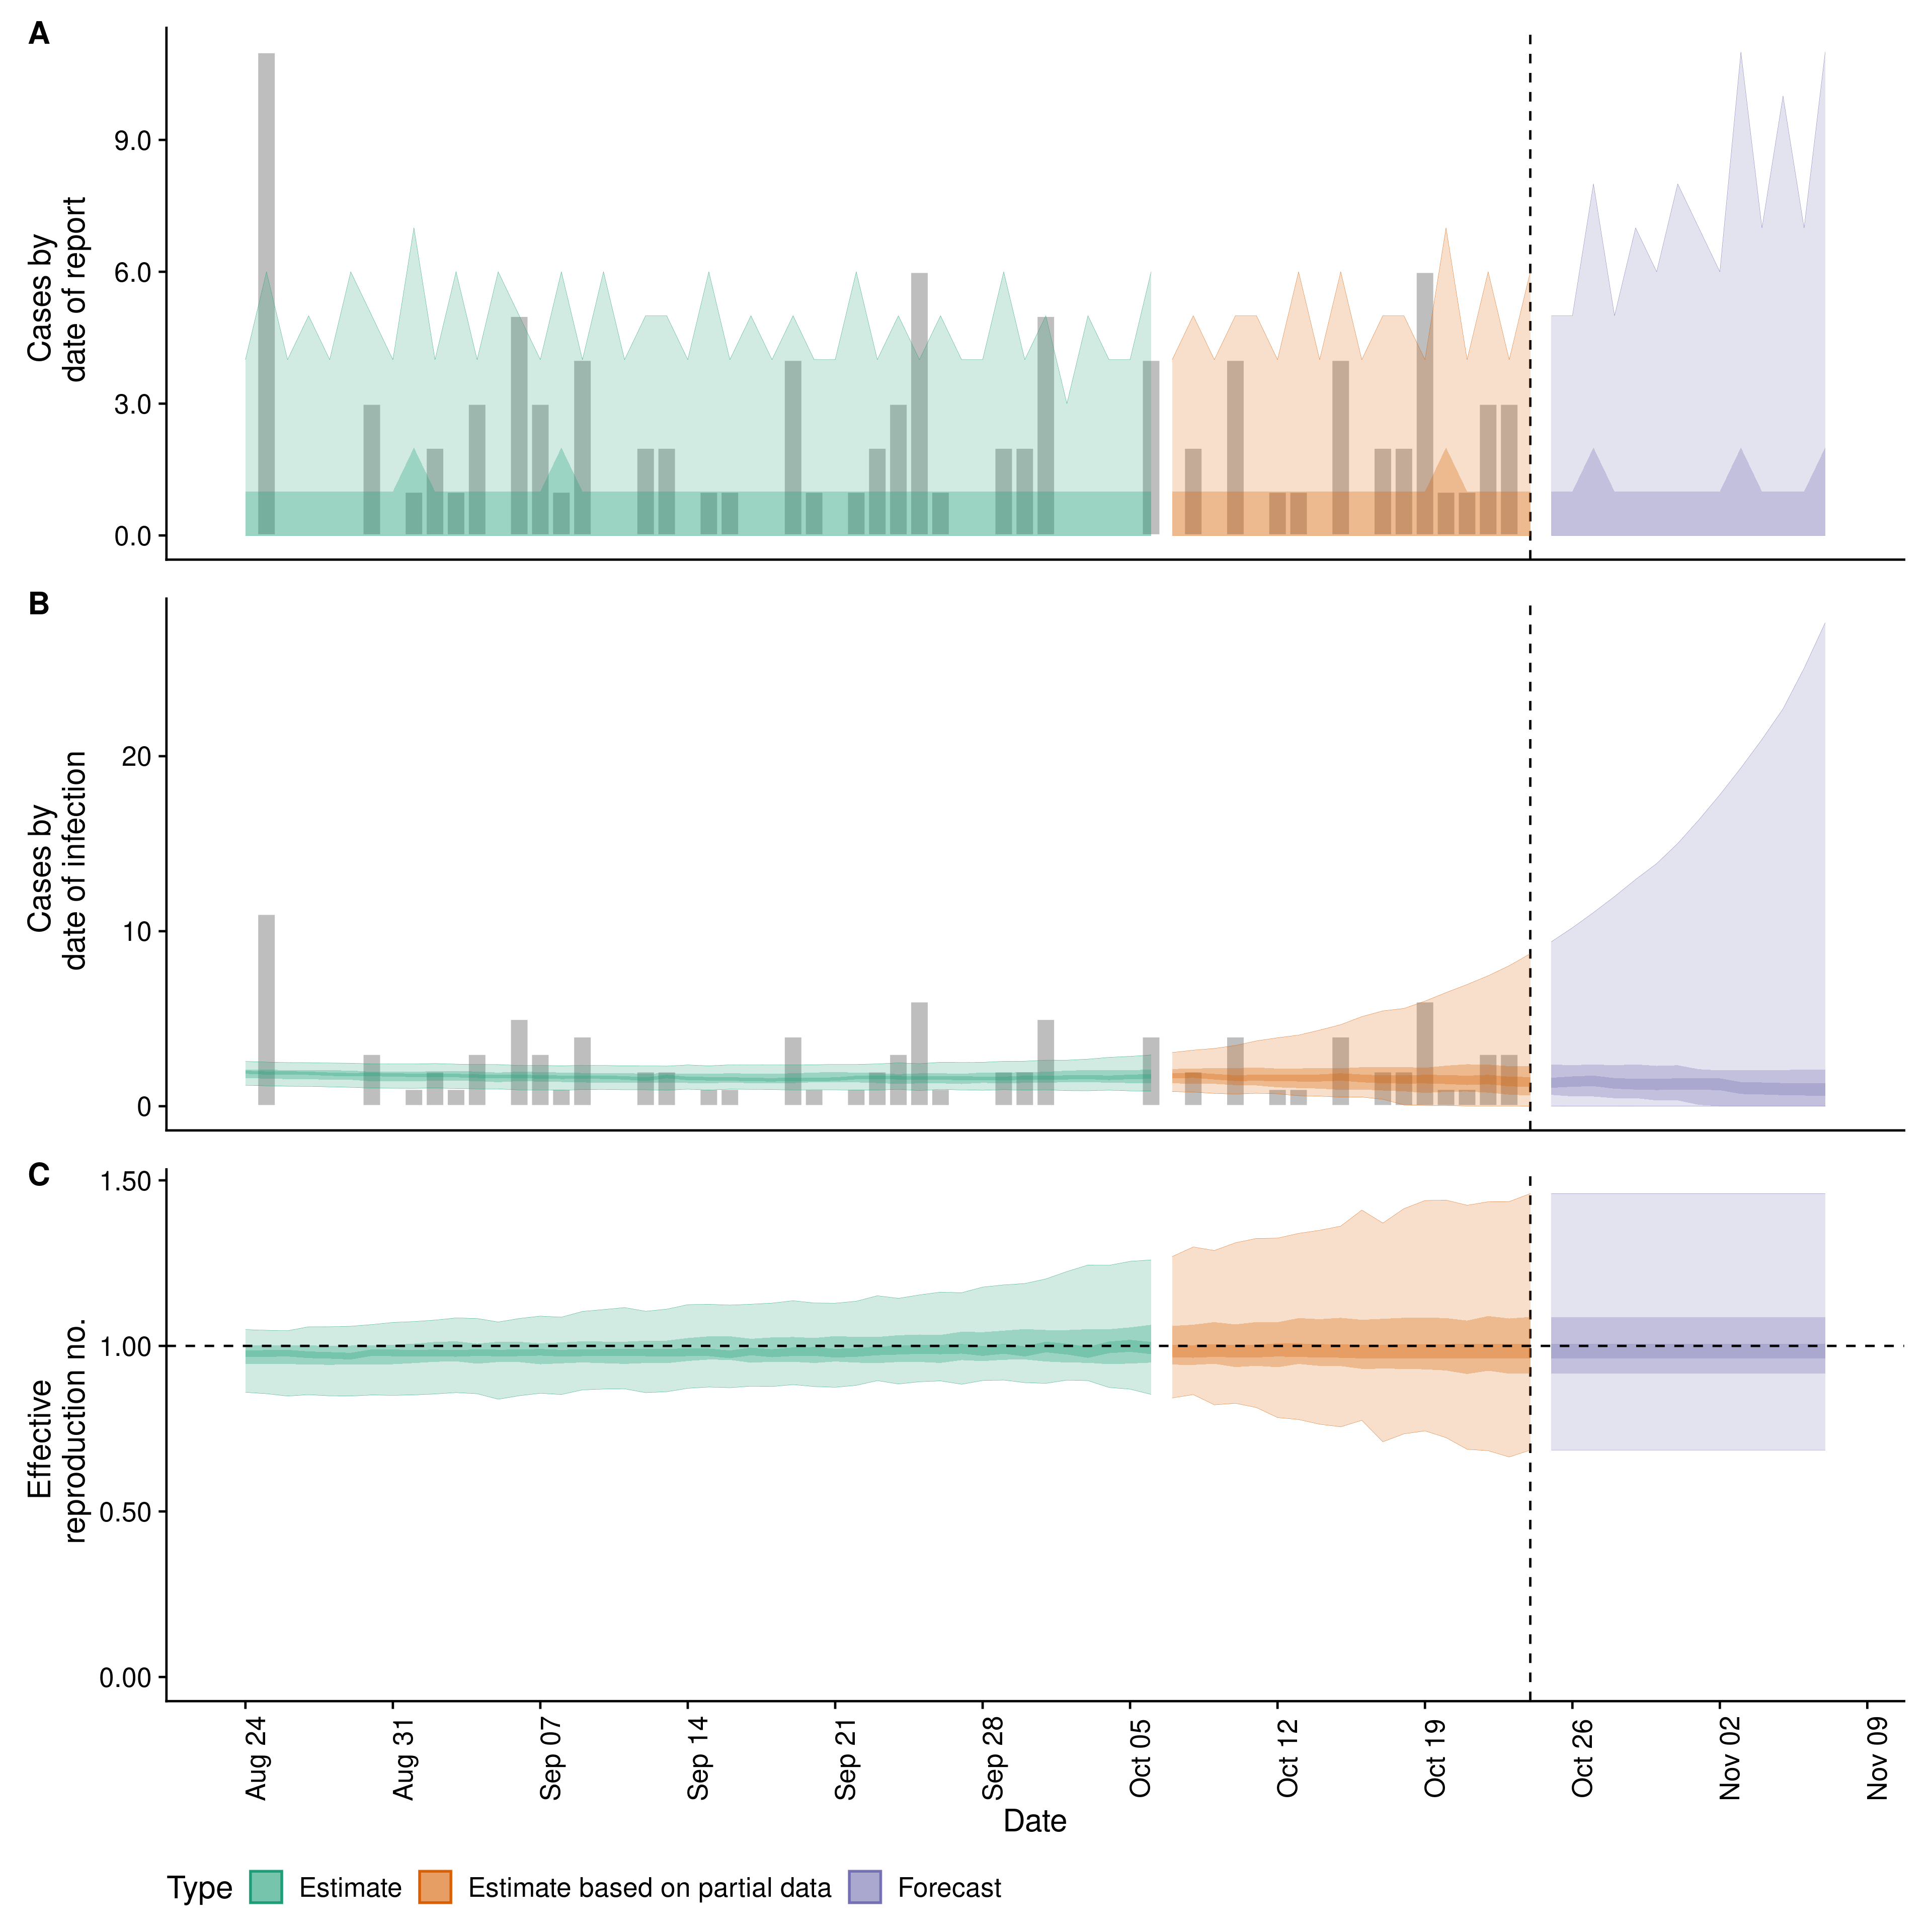 A
Cases by
date of report
9.0
6.0
3.0
0.0
B
Cases by
date of infection
20
10
0
C
Effective
reproduction no.
1.50
1.00
0.50
0.00
Aug 24
Aug 31
Sep 07
Sep 14
Sep 21
Sep 28
Oct 05
Oct 12
Oct 19
Oct 26
Nov 02
Nov 09
Date
Type Estimate Estimate based on partial data Forecast